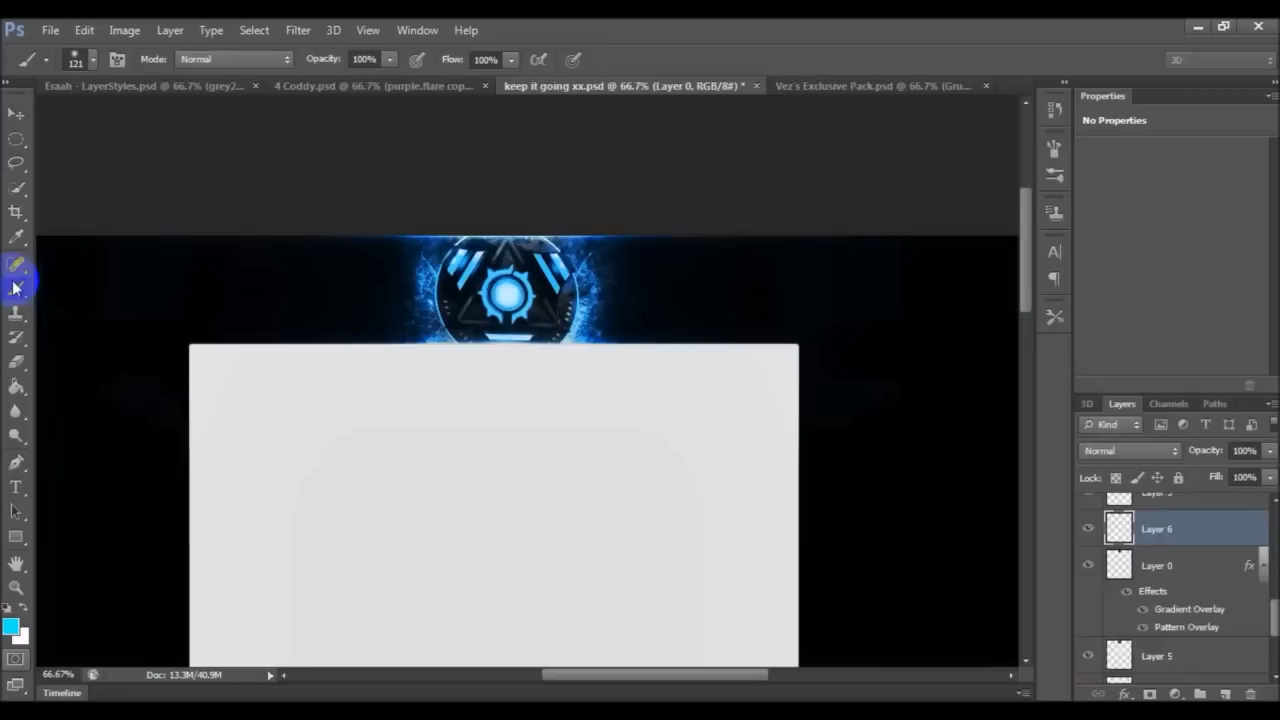 Ps File Edit Image Layer Type Select Filter 3D View Window Help
121 Mode: Normal Opacity: 100% Flow: 100% 3D
Eraah - LayerStyles.psd @ 66.7% (grey2... × 4 Coddy.psd @ 66.7% (purple.flare cop... × keep it going xx.psd @ 66.7% (Layer 0, RGB/8#) * × Vez's Exclusive Pack.psd @ 66.7% (Gru... ×
Properties
No Properties
3D Layers Channels Paths
Kind
Normal Opacity: 100%
Lock: Fill: 100%
Layer 6
Layer 0 fx
Effects
Gradient Overlay
Pattern Overlay
Layer 5
66.67% Doc: 13.3M/40.9M
Timeline